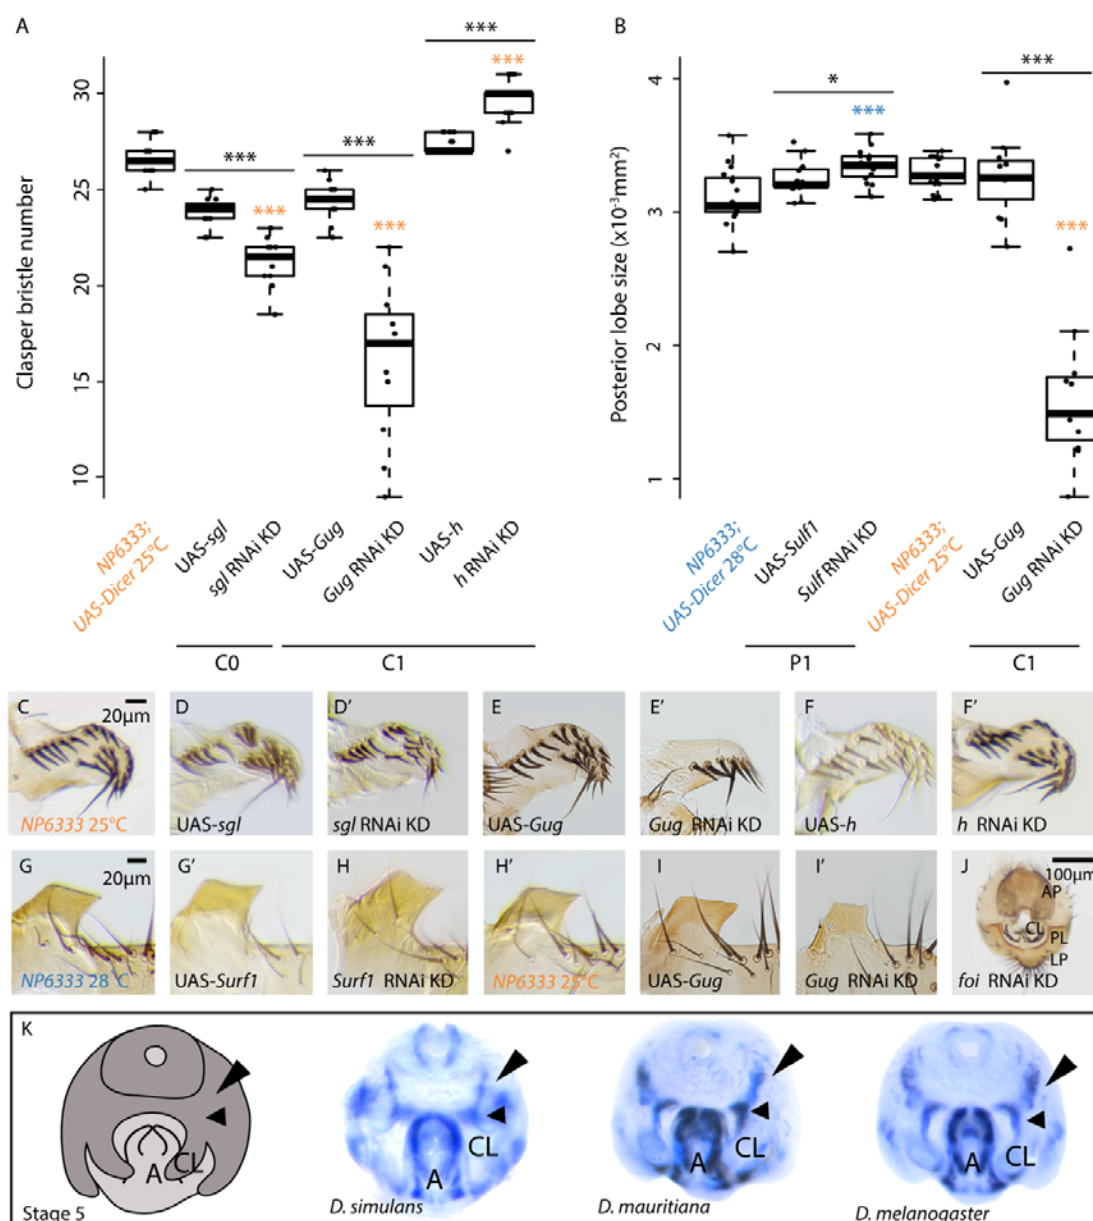 A
B
***
***
***
***
***
***
***
***
*
***
***
Clasper bristle number
30
25
20
15
10
Posterior lobe size (x10-3mm2)
4
3
2
1
NP6333;
UAS-Dicer 25°C
UAS-sgl
sgl RNAi KD
UAS-Gug
Gug RNAi KD
UAS-h
h RNAi KD
C0
C1
NP6333;
UAS-Dicer 28°C
UAS-Sulf1
Sulf RNAi KD
NP6333;
UAS-Dicer 25°C
UAS-Gug
Gug RNAi KD
P1
C1
C
20µm
NP6333 25°C
D
UAS-sgl
D'
sgl RNAi KD
E
UAS-Gug
E'
Gug RNAi KD
F
UAS-h
F'
h RNAi KD
G
20µm
NP6333 28°C
G'
UAS-Surf1
H
Surf1 RNAi KD
H'
NP6333 25°C
I
UAS-Gug
I'
Gug RNAi KD
J
100µm
AP
CL
PL
LP
foi RNAi KD
K
A
CL
Stage 5
A
CL
D. simulans
A
CL
D. mauritiana
A
CL
D. melanogaster